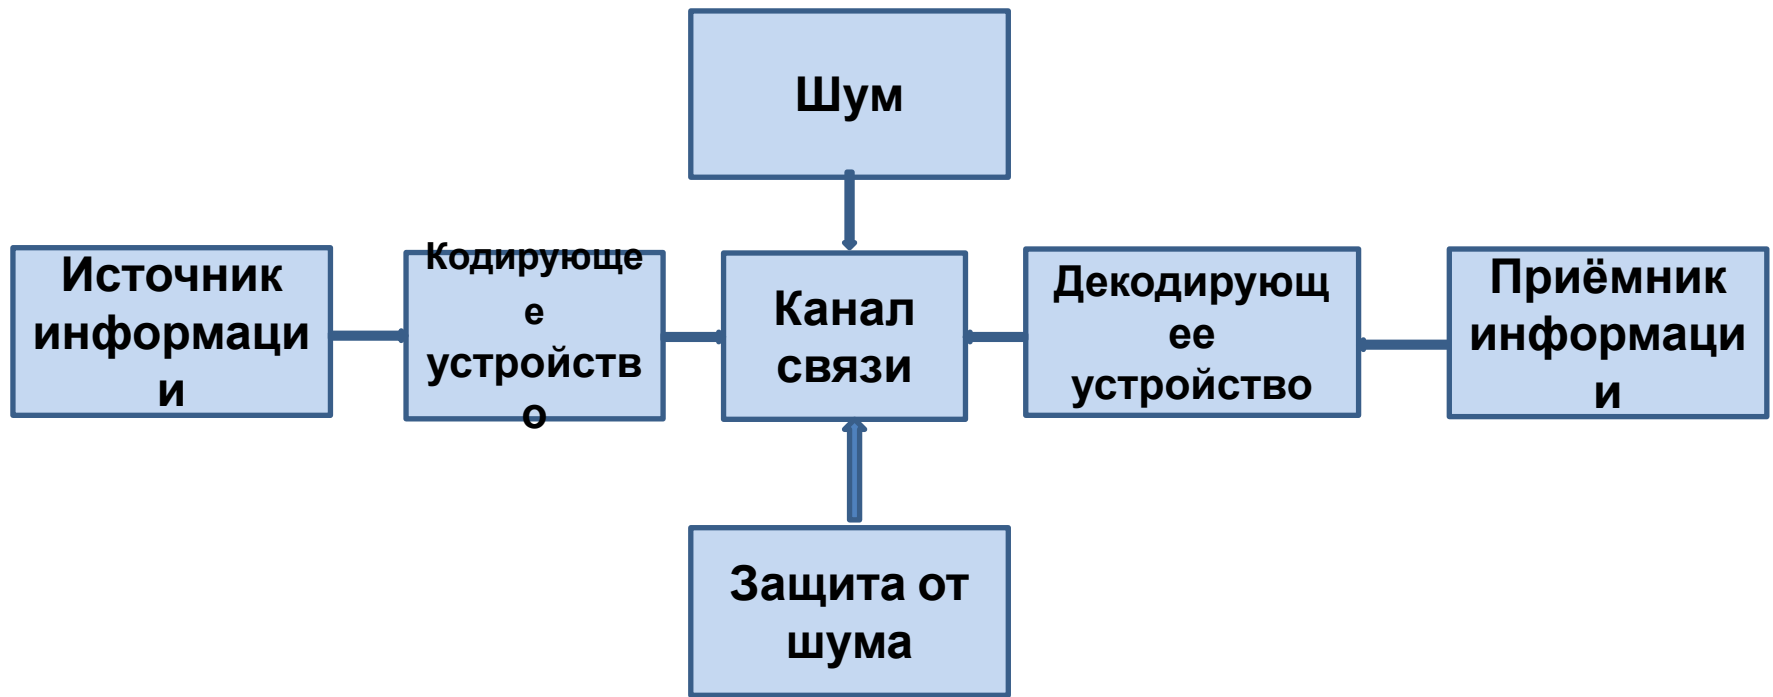 Шум
Источник
информаци
и
Кодирующе
е
устройств
о
Канал
связи
Декодирующ
ее
устройство
Приёмник
информаци
и
Защита от
шума